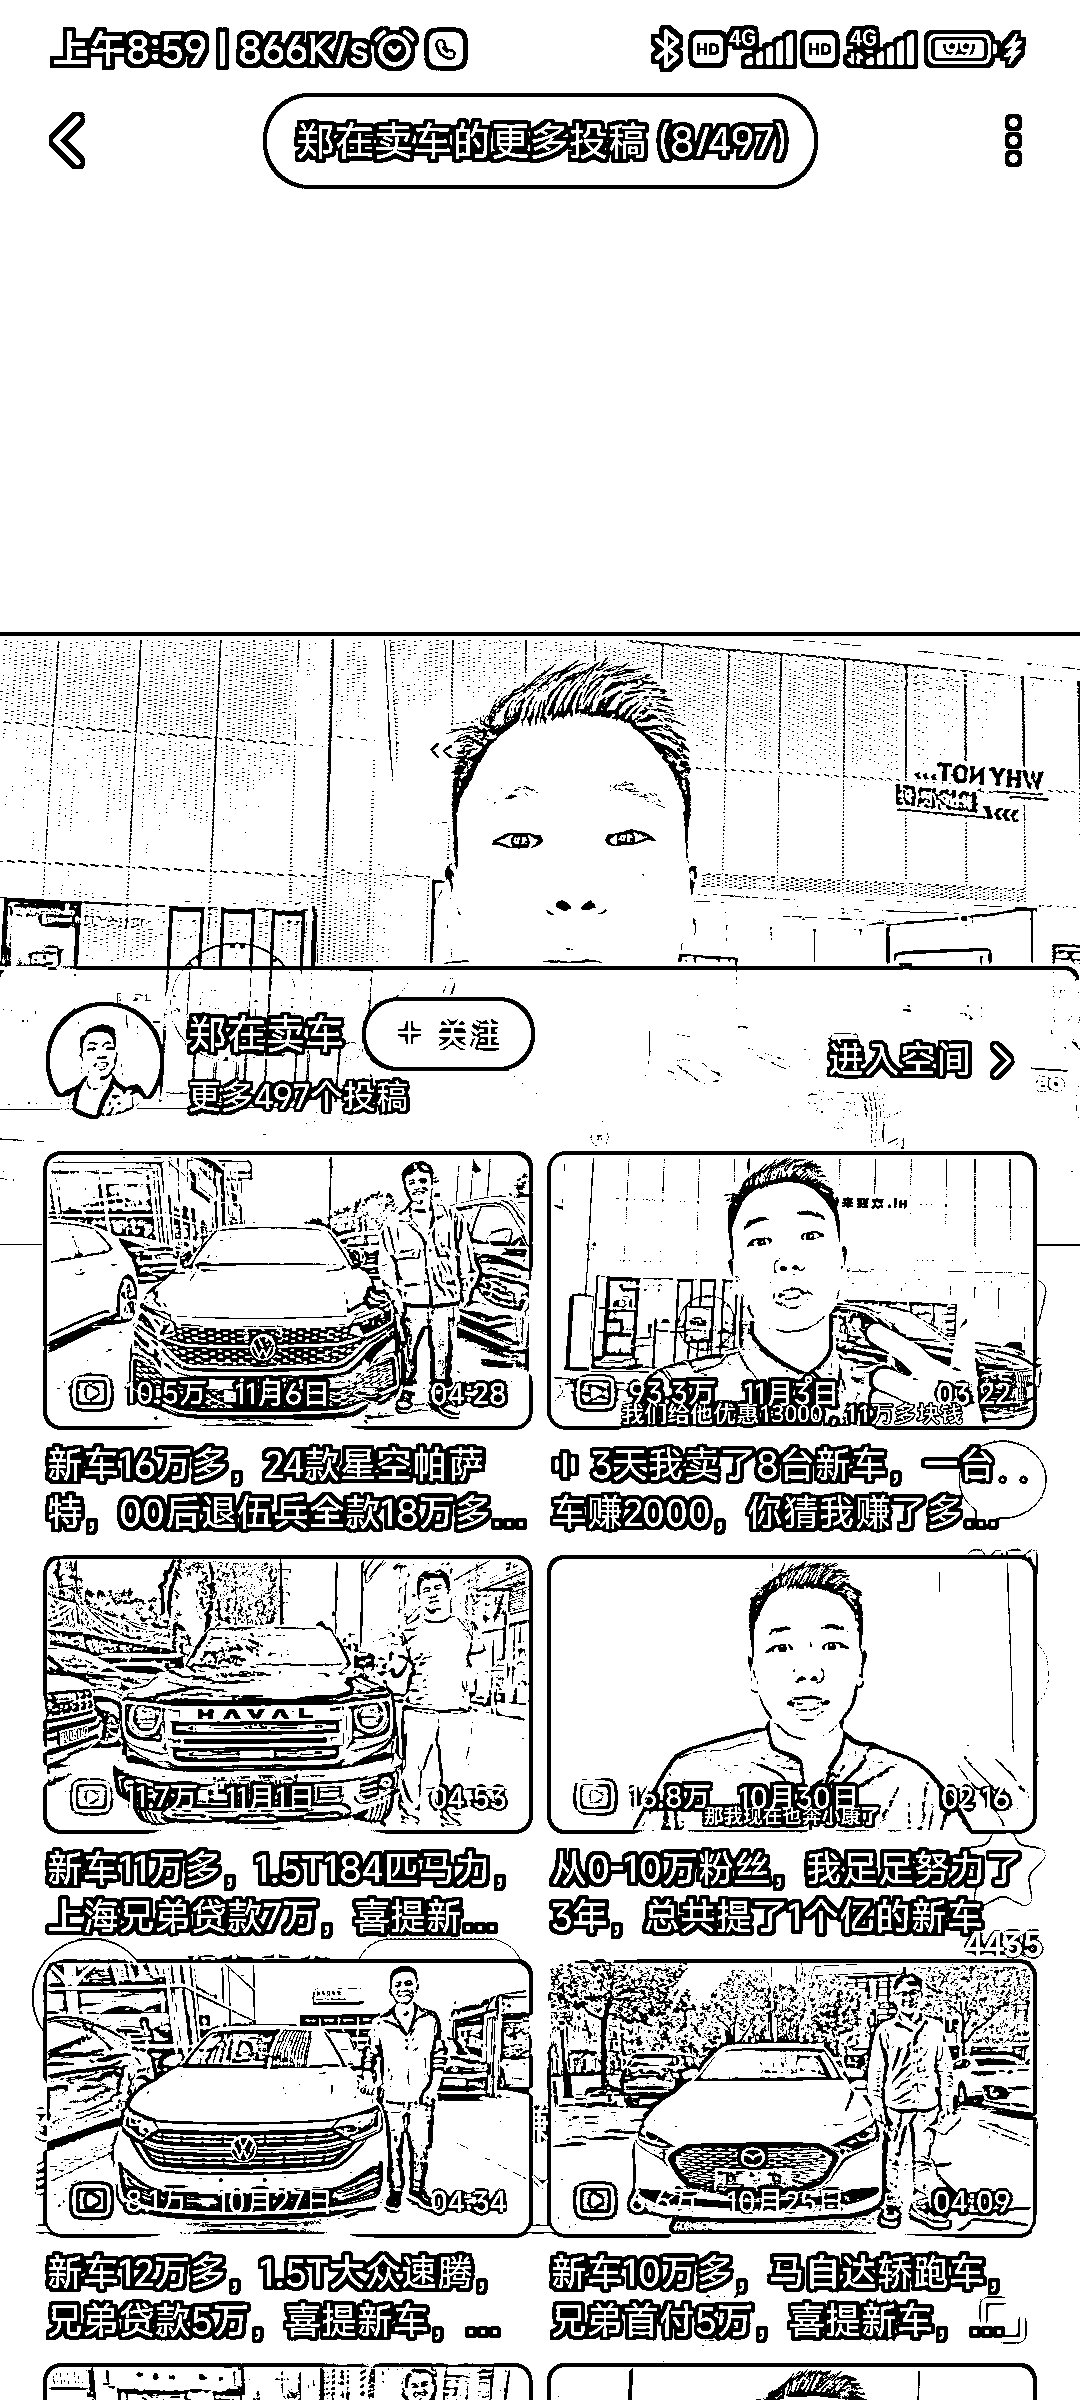 上午8:59 | 866K/s
HD 4G HD 4G
郑在卖车的更多投稿 (8/497)
WHY NOT...
郑在卖车
+ 关注
更多497个投稿
进入空间
10.5万 11月6日 04:28
93.3万 11月3日 03:22
我们给他优惠13000，11万多块钱
新车16万多，24款星空帕萨
特，00后退伍兵全款18万多...
3天我卖了8台新车，一台
车赚2000，你猜我赚了多...
HAVAL
1.7万 11月1日 04:53
16.8万 10月30日 02:16
那我现在也奔小康了
新车11万多，1.5T184匹马力，
上海兄弟贷款7万，喜提新...
从0-10万粉丝，我足足努力了
3年，总共提了1个亿的新车
4435
8.1万 10月27日 04:34
6.6万 10月25日 04:09
新车12万多，1.5T大众速腾，
兄弟贷款5万，喜提新车，...
新车10万多，马自达轿跑车，
兄弟首付5万，喜提新车，...